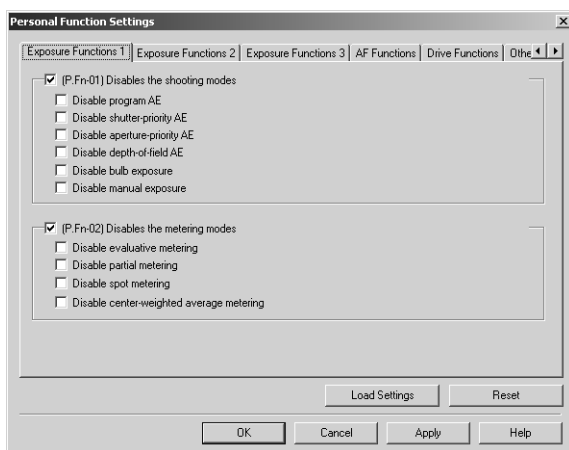 Personal Function Settings
Exposure Functions 1 Exposure Functions 2 Exposure Functions 3 AF Functions Drive Functions Othe
(P.Fn-01) Disables the shooting modes
Disable program AE
Disable shutter-priority AE
Disable aperture-priority AE
Disable depth-of-field AE
Disable bulb exposure
Disable manual exposure
(P.Fn-02) Disables the metering modes
Disable evaluative metering
Disable partial metering
Disable spot metering
Disable center-weighted average metering
Load Settings Reset
OK Cancel Apply Help